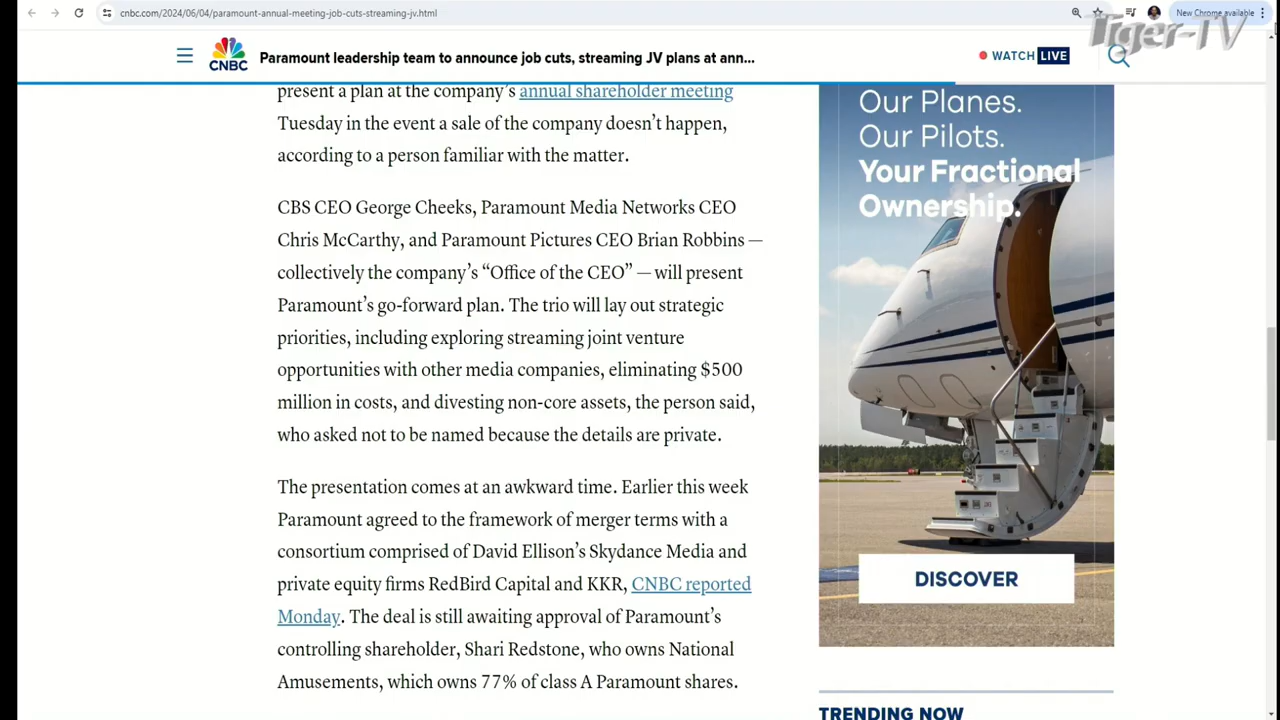 cnbc.com/2024/06/04/paramount-annual-meeting-job-cuts-streaming-jv.html
New Chrome available
Tiger-TV
CNBC
Paramount leadership team to announce job cuts, streaming JV plans at ann...
WATCH LIVE
present a plan at the company’s annual shareholder meeting
Tuesday in the event a sale of the company doesn’t happen,
according to a person familiar with the matter.
CBS CEO George Cheeks, Paramount Media Networks CEO
Chris McCarthy, and Paramount Pictures CEO Brian Robbins —
collectively the company’s “Office of the CEO” — will present
Paramount’s go-forward plan. The trio will lay out strategic
priorities, including exploring streaming joint venture
opportunities with other media companies, eliminating $500
million in costs, and divesting non-core assets, the person said,
who asked not to be named because the details are private.
The presentation comes at an awkward time. Earlier this week
Paramount agreed to the framework of merger terms with a
consortium comprised of David Ellison’s Skydance Media and
private equity firms RedBird Capital and KKR, CNBC reported
Monday. The deal is still awaiting approval of Paramount’s
controlling shareholder, Shari Redstone, who owns National
Amusements, which owns 77% of class A Paramount shares.
Our Planes.
Our Pilots.
Your Fractional
Ownership.
DISCOVER
TRENDING NOW